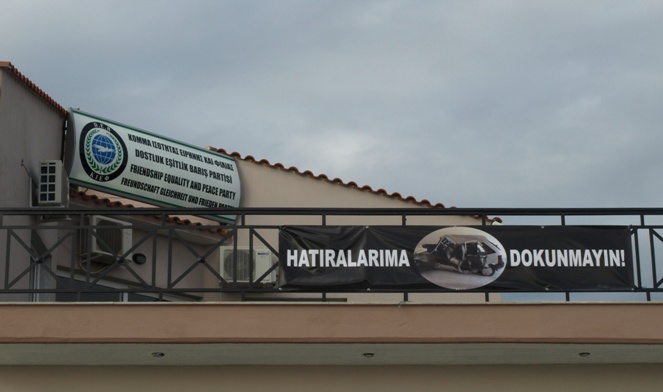 D.E.B
Κ.Ι.Ε.Φ
ΚΟΜΜΑ ΙΣΟΤΗΤΑΣ ΕΙΡΗΝΗΣ ΚΑΙ ΦΙΛΙΑΣ
DOSTLUK EŞİTLİK BARIŞ PARTİSİ
FRIENDSHIP EQUALITY AND PEACE PARTY
FREUNDSCHAFT GLEICHHEIT UND FRIEDEN PARTEI
HATIRALARIMA DOKUNMAYIN!